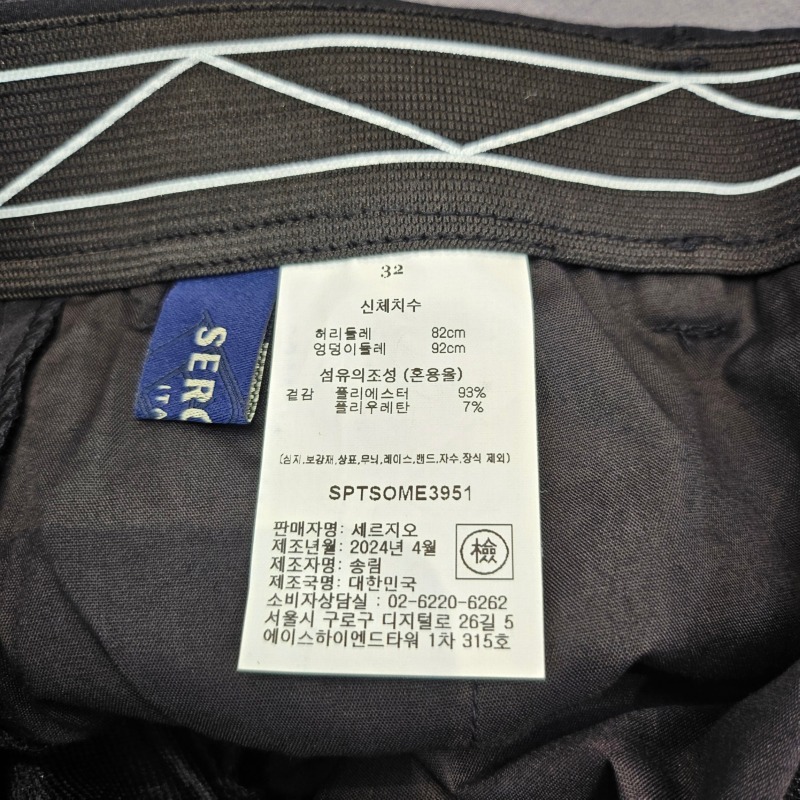 32
신체치수
허리둘레 82cm
엉덩이둘레 92cm
섬유의조성 (혼용율)
겉감 폴리에스터 93%
폴리우레탄 7%
(심지,보강재,상표,무늬,레이스,밴드,자수,장식 제외)
SPTSOME3951
판매자명: 세르지오
제조년월: 2024년 4월
제조자명: 송림
제조국명: 대한민국
檢
소비자상담실 : 02-6220-6262
서울시 구로구 디지털로 26길 5
에이스하이엔드타워 1차 315호
SERG
ITA